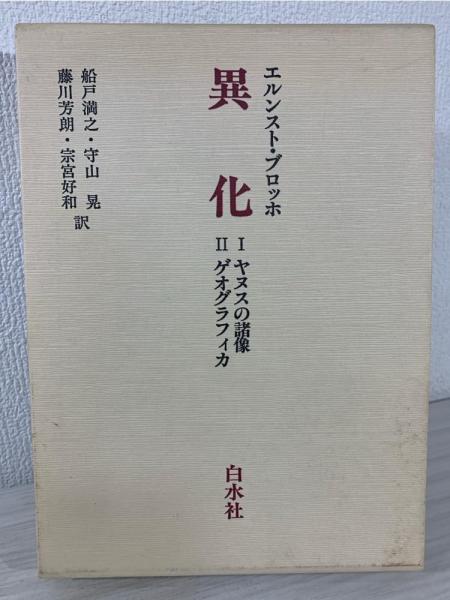 エルンスト・ブロッホ
異化
I ヤヌスの諸像
II ゲオグラフィカ
船戸満之・守山 晃
藤川芳朗・宗宮好和 訳
白水社